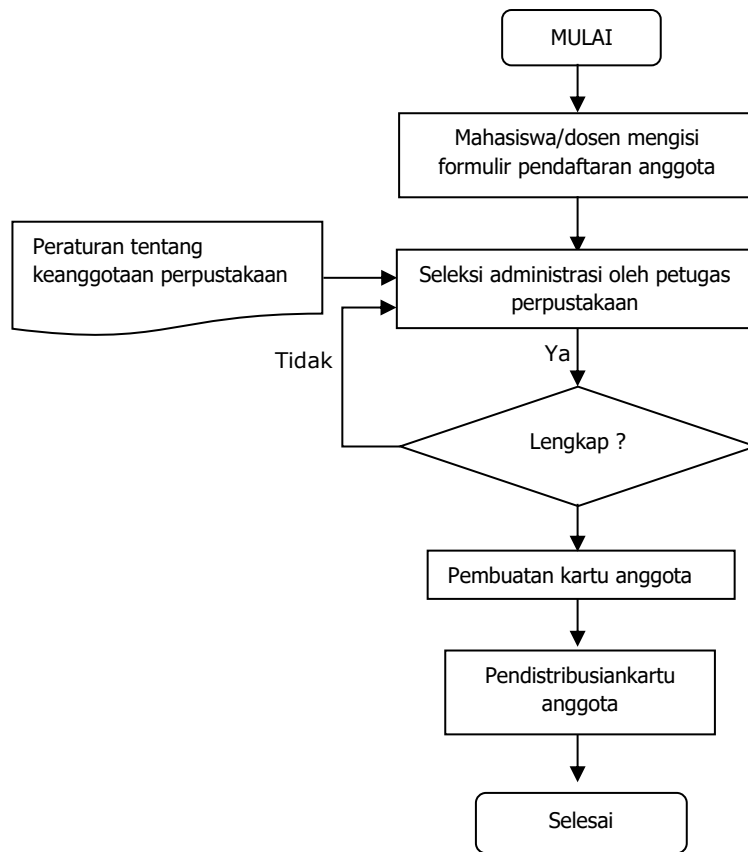 MULAI
Mahasiswa/dosen mengisi
formulir pendaftaran anggota
Peraturan tentang
keanggotaan perpustakaan
Seleksi administrasi oleh petugas
perpustakaan
Tidak
Ya
Lengkap ?
Pembuatan kartu anggota
Pendistribusiankartu
anggota
Selesai